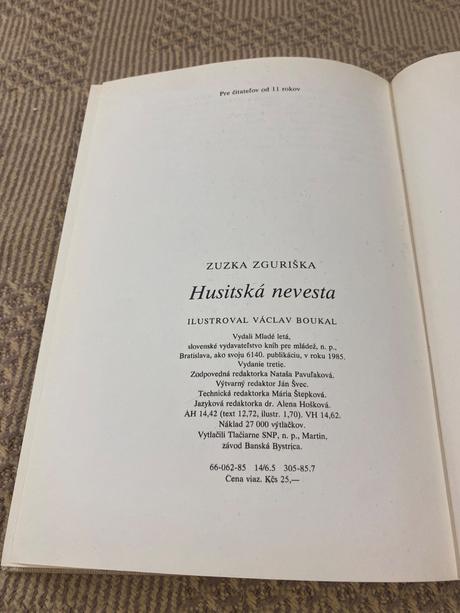 Pre čitateľov od 11 rokov
ZUZKA ZGURIŠKA
Husitská nevesta
ILUSTROVAL VÁCLAV BOUKAL
Vydali Mladé letá,
slovenské vydavateľstvo kníh pre mládež, n. p.,
Bratislava, ako svoju 6140. publikáciu, v roku 1985.
Vydanie tretie.
Zodpovedná redaktorka Nataša Pavuľaková.
Výtvarný redaktor Ján Švec.
Technická redaktorka Mária Štepková.
Jazyková redaktorka dr. Alena Hošková.
AH 14,42 (text 12,72, ilustr. 1,70). VH 14,62.
Náklad 27 000 výtlačkov.
Vytlačili Tlačiarne SNP, n. p., Martin,
závod Banská Bystrica.
66-062-85 14/6.5 305-85.7
Cena viaz. Kčs 25,—